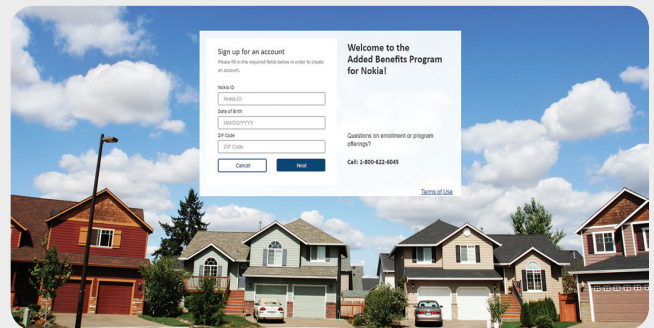 Sign up for an account
Please fill in the required fields below in order to create
an account.
Nokia ID
Nokia ID
Date of Birth
MM/DD/YYYY
ZIP Code
ZIP Code
Cancel
Next
Welcome to the
Added Benefits Program
for Nokia!
Questions on enrollment or program
offerings?
Call: 1-800-622-6045
Terms of Use